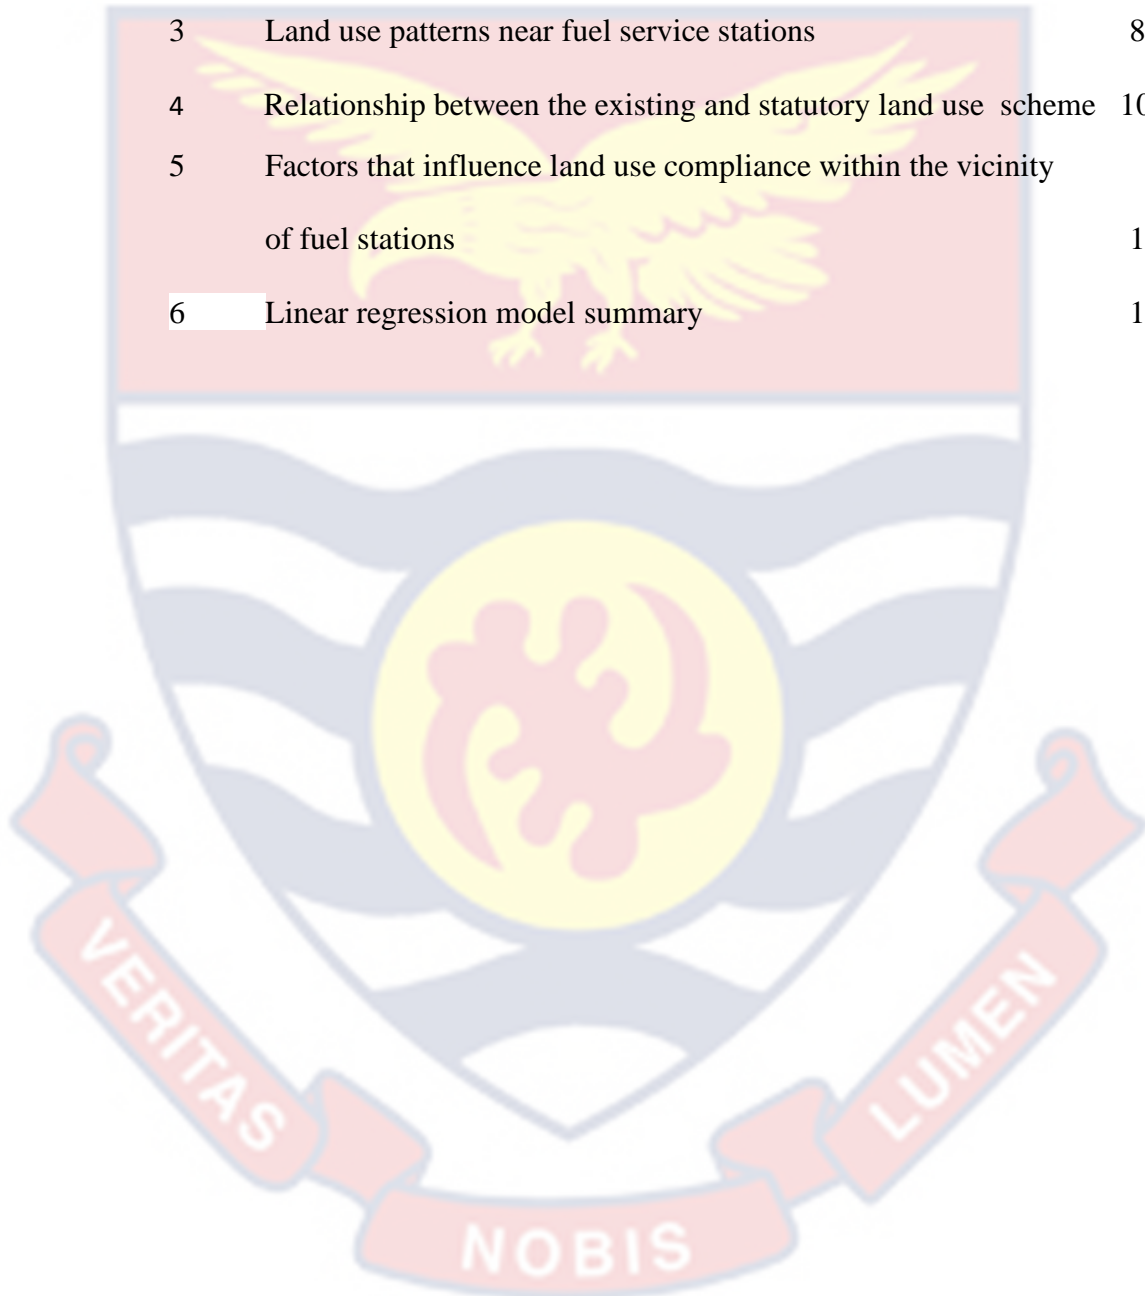 3 Land use patterns near fuel service stations 8
4 Relationship between the existing and statutory land use scheme 10
5 Factors that influence land use compliance within the vicinity
of fuel stations 1
6 Linear regression model summary 1
VERITAS
NOBIS
LUMEN